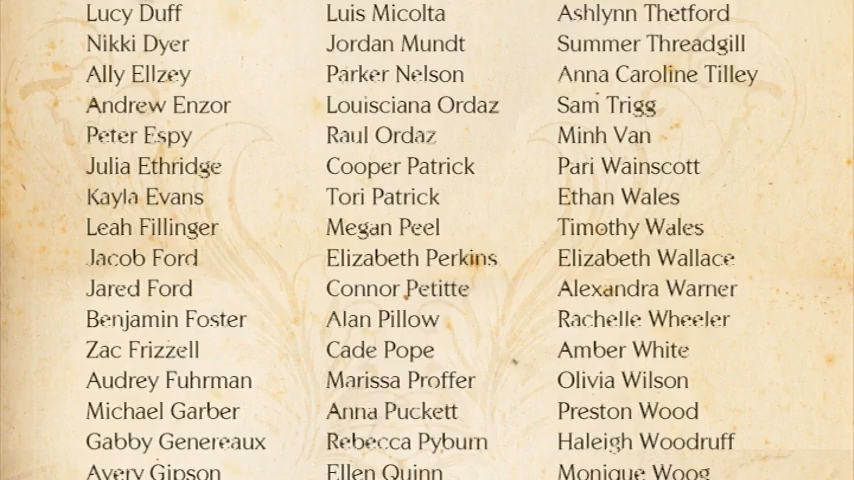 Lucy Duff
Nikki Dyer
Ally Ellzey
Andrew Enzor
Peter Espy
Julia Ethridge
Kayla Evans
Leah Fillinger
Jacob Ford
Jared Ford
Benjamin Foster
Zac Frizzell
Audrey Fuhrman
Michael Garber
Gabby Genereaux
Avery Gipson
Luis Micolta
Jordan Mundt
Parker Nelson
Louisciana Ordaz
Raul Ordaz
Cooper Patrick
Tori Patrick
Megan Peel
Elizabeth Perkins
Connor Petitte
Alan Pillow
Cade Pope
Marissa Proffer
Anna Puckett
Rebecca Pyburn
Ellen Quinn
Ashlynn Thetford
Summer Threadgill
Anna Caroline Tilley
Sam Trigg
Minh Van
Pari Wainscott
Ethan Wales
Timothy Wales
Elizabeth Wallace
Alexandra Warner
Rachelle Wheeler
Amber White
Olivia Wilson
Preston Wood
Haleigh Woodruff
Monique Woog